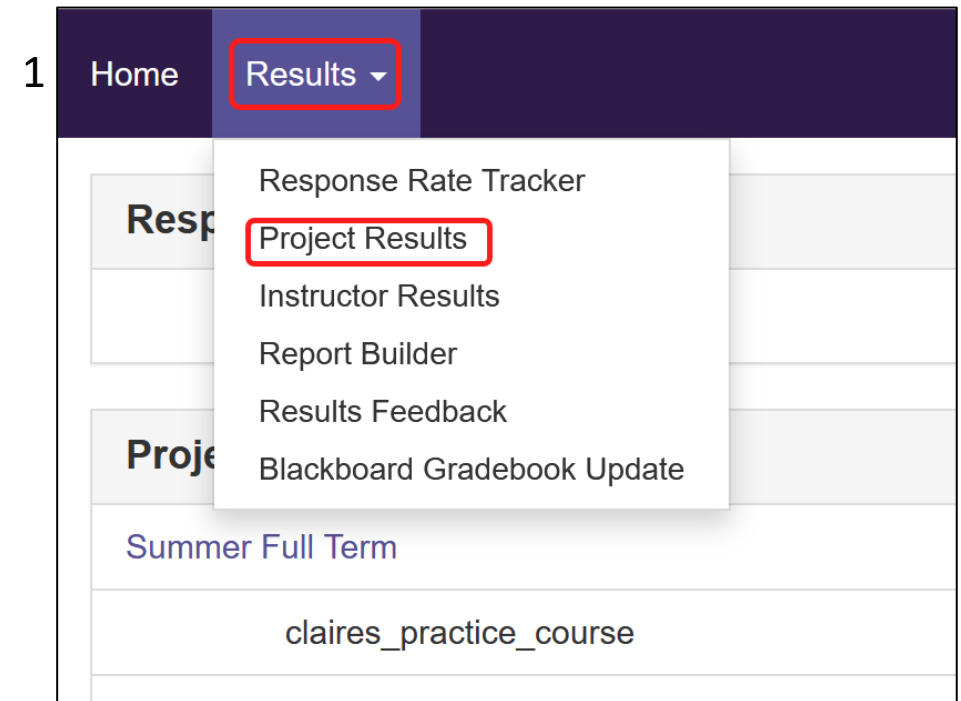 1
Home Results
Response Rate Tracker
Resp
Project Results
Instructor Results
Report Builder
Results Feedback
Proje
Blackboard Gradebook Update
Summer Full Term
claires_practice_course